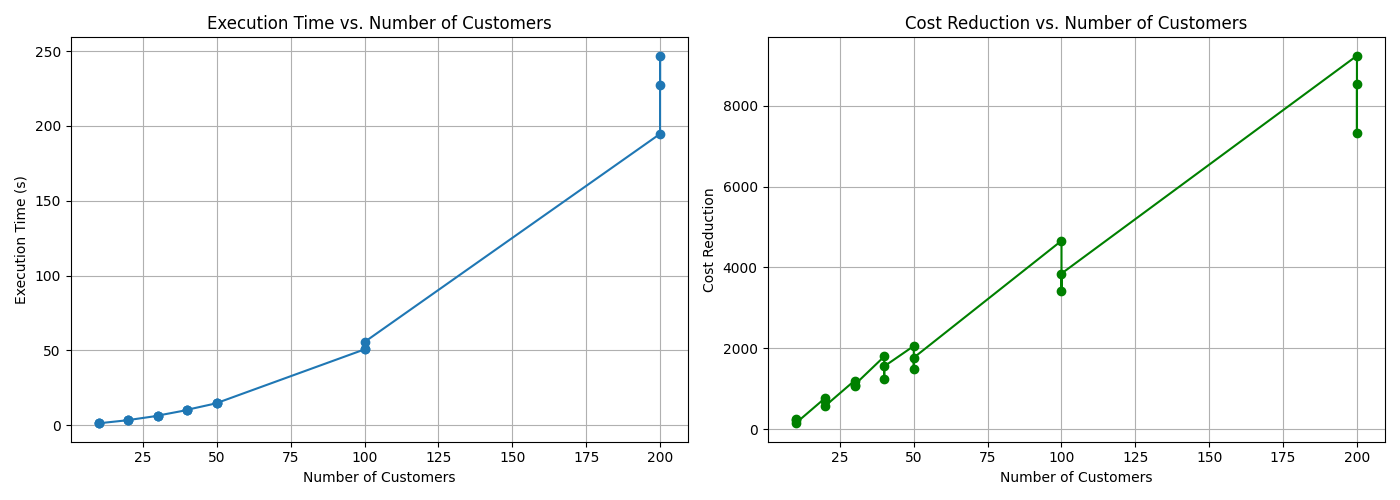 Execution Time vs. Number of Customers
250
200
150
100
50
0
Execution Time (s)
25 50 75 100 125 150 175 200
Number of Customers
Cost Reduction vs. Number of Customers
8000
6000
4000
2000
0
Cost Reduction
25 50 75 100 125 150 175 200
Number of Customers